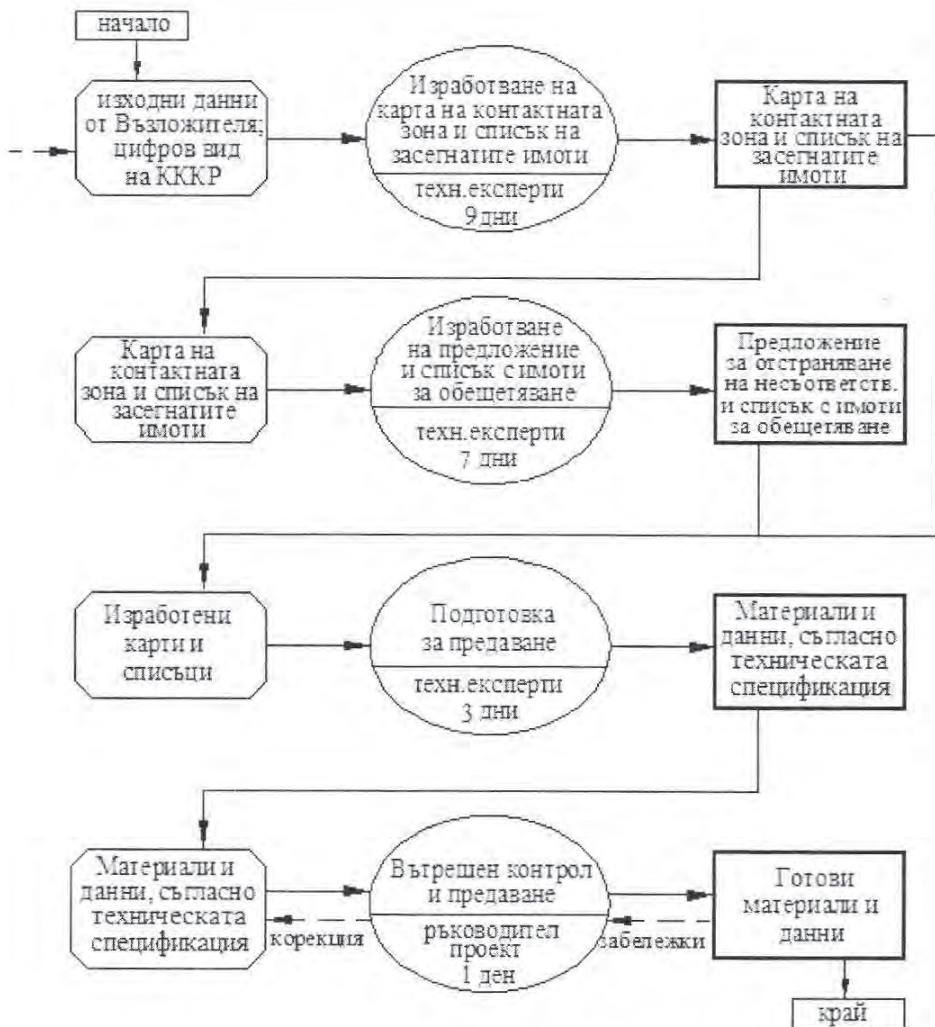 начало
изходни данни
от Възложителя;
цифров вид
на КККР
Изработване на
карта на контактната
зона и списък на
засегнатите имоти
техн.експерти
9 дни
Карта на
контактната
зона и списък на
засегнатите
имоти
Карта на
контактната
зона и списък на
засегнатите
имоти
Изработване
на предложение
и списък с имоти
за обещетяване
техн.експерти
7 дни
Предложение
за отстраняване
на несъответств.
и списък с имоти
за обещетяване
Изработени
карти и
списъци
Подготовка
за предаване
техн.експерти
3 дни
Материали и
данни, съгласно
техническата
спецификация
Материали и
данни, съгласно
техническата
спецификация
корекция
Вътрешен контрол
и предаване
ръководител
проект
1 ден
забележки
Готови
материали и
данни
край